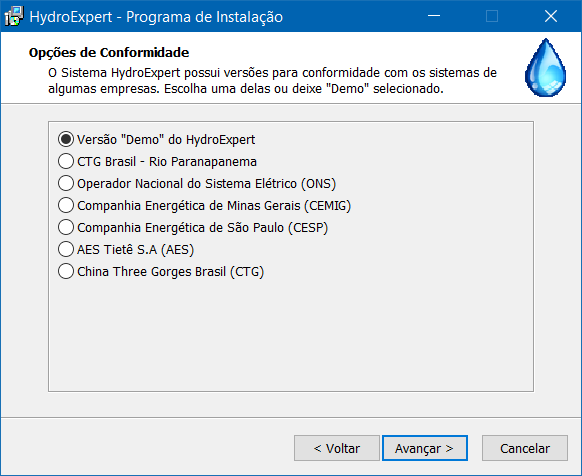 HydroExpert - Programa de Instalação
Opções de Conformidade
O Sistema HydroExpert possui versões para conformidade com os sistemas de
algumas empresas. Escolha uma delas ou deixe "Demo" selecionado.
Versão "Demo" do HydroExpert
CTG Brasil - Rio Paranapanema
Operador Nacional do Sistema Elétrico (ONS)
Companhia Energética de Minas Gerais (CEMIG)
Companhia Energética de São Paulo (CESP)
AES Tietê S.A (AES)
China Three Gorges Brasil (CTG)
< Voltar
Avançar >
Cancelar